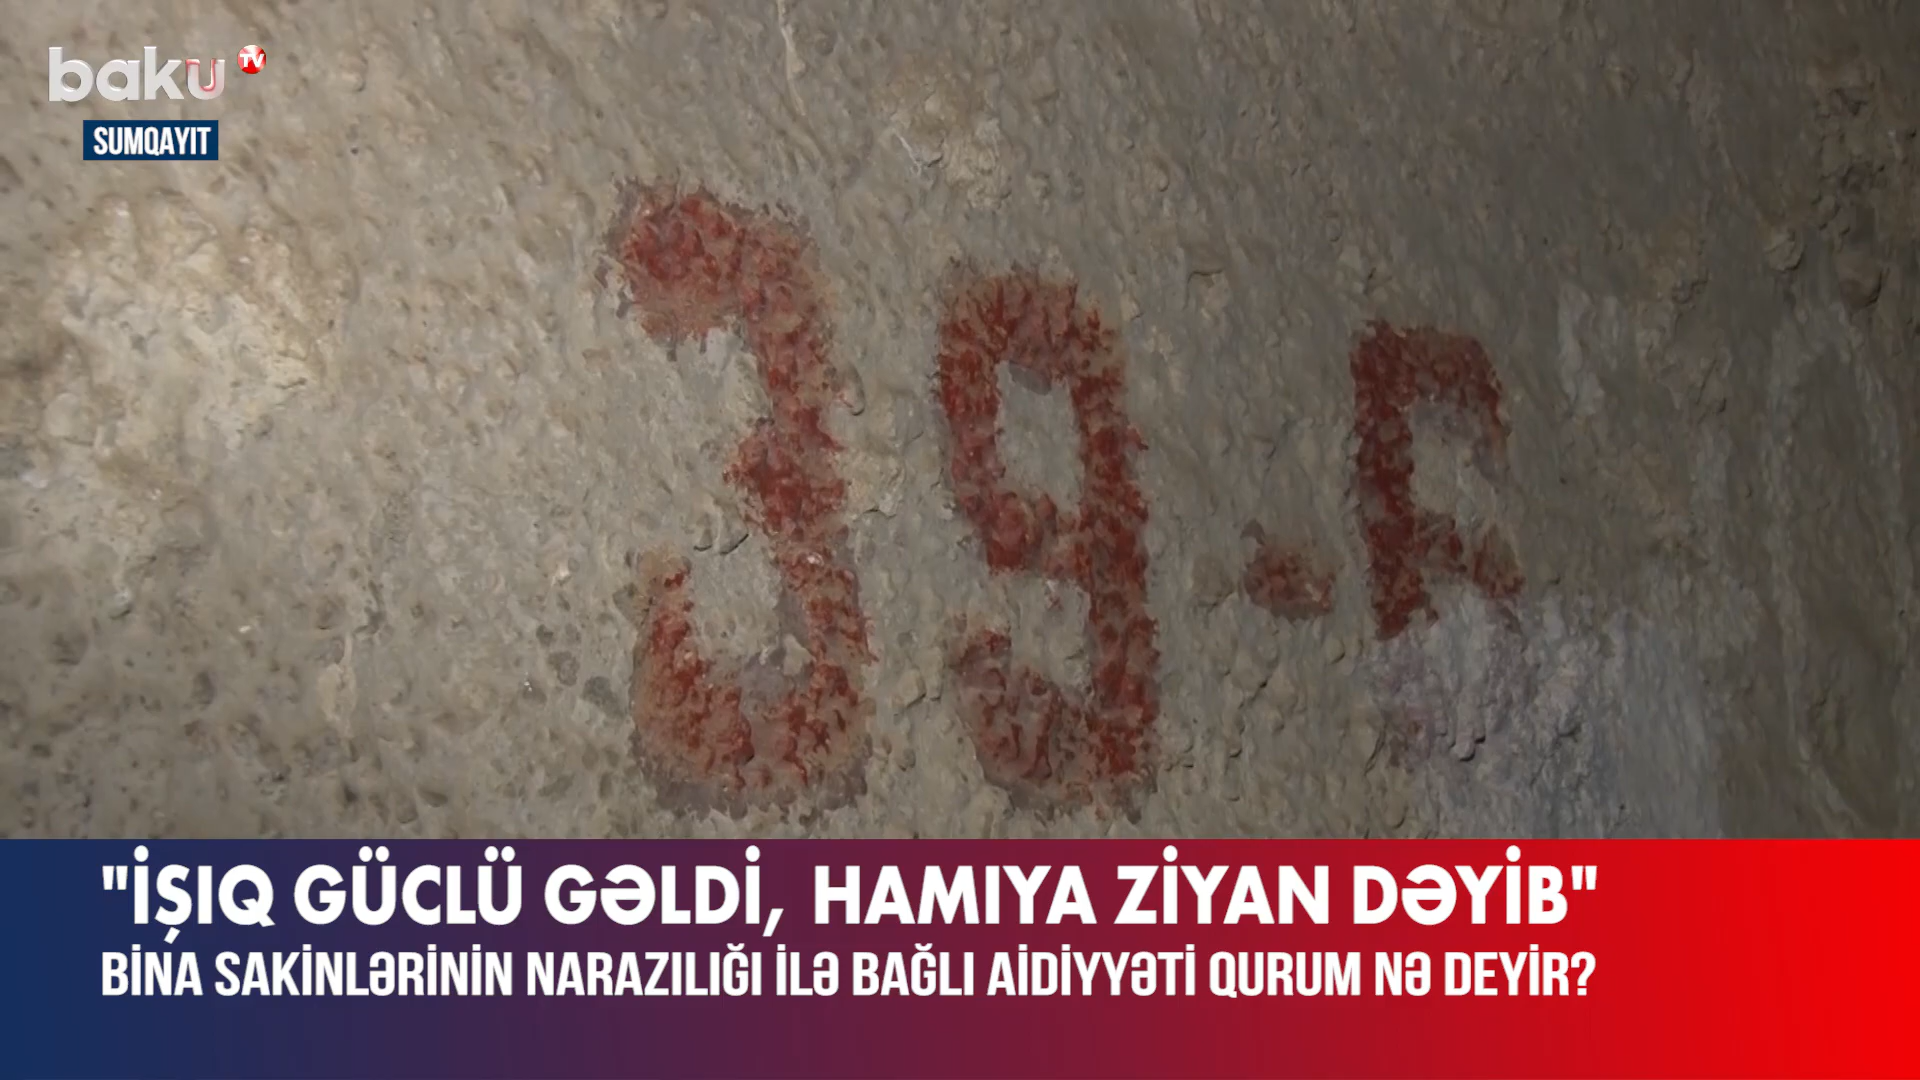 baku TV
SUMQAYIT
39-
"İŞIQ GÜCLÜ GƏLDİ, HAMIYA ZİYAN DƏYİB"
BİNA SAKİNLƏRİNİN NARAZILIĞI İLƏ BAĞLI AİDİYYƏTİ QURUM NƏ DEYİR?